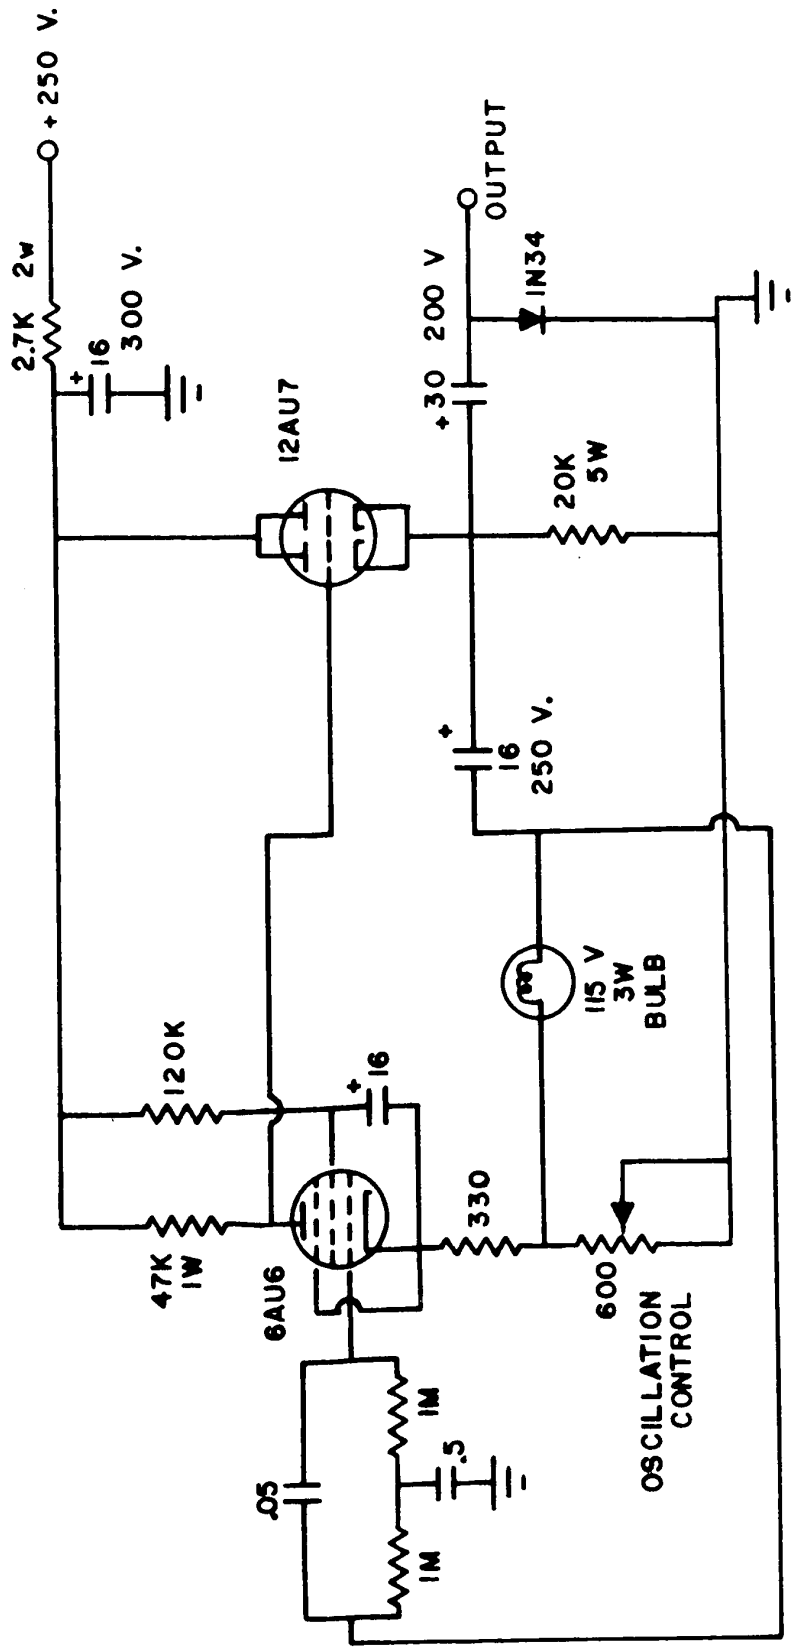 2.7K 2W
+250 V.
+
16
300 V.
12AU7
120K
47K
1W
6AU6
+
16
.05
1M
1M
.5
330
600
OSCILLATION
CONTROL
115 V
3W
BULB
+
16
250 V.
20K
5W
+30 200 V
1N34
OUTPUT